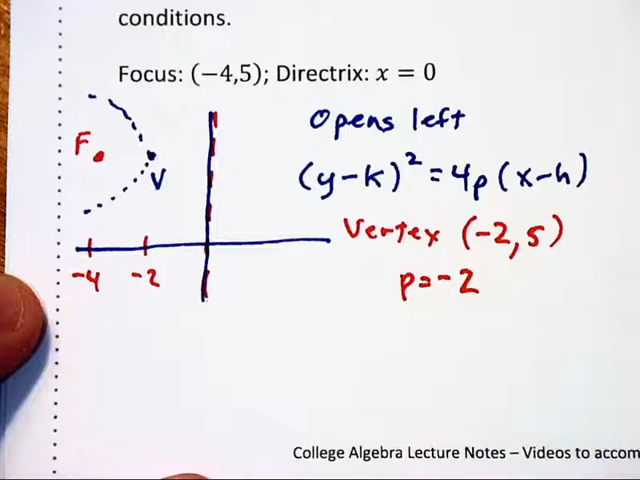 conditions.
Focus: (−4,5); Directrix: x = 0
Opens left
F
V
(y-k)² = 4p(x-h)
Vertex (-2,5)
-4 -2
p=-2
College Algebra Lecture Notes – Videos to accom